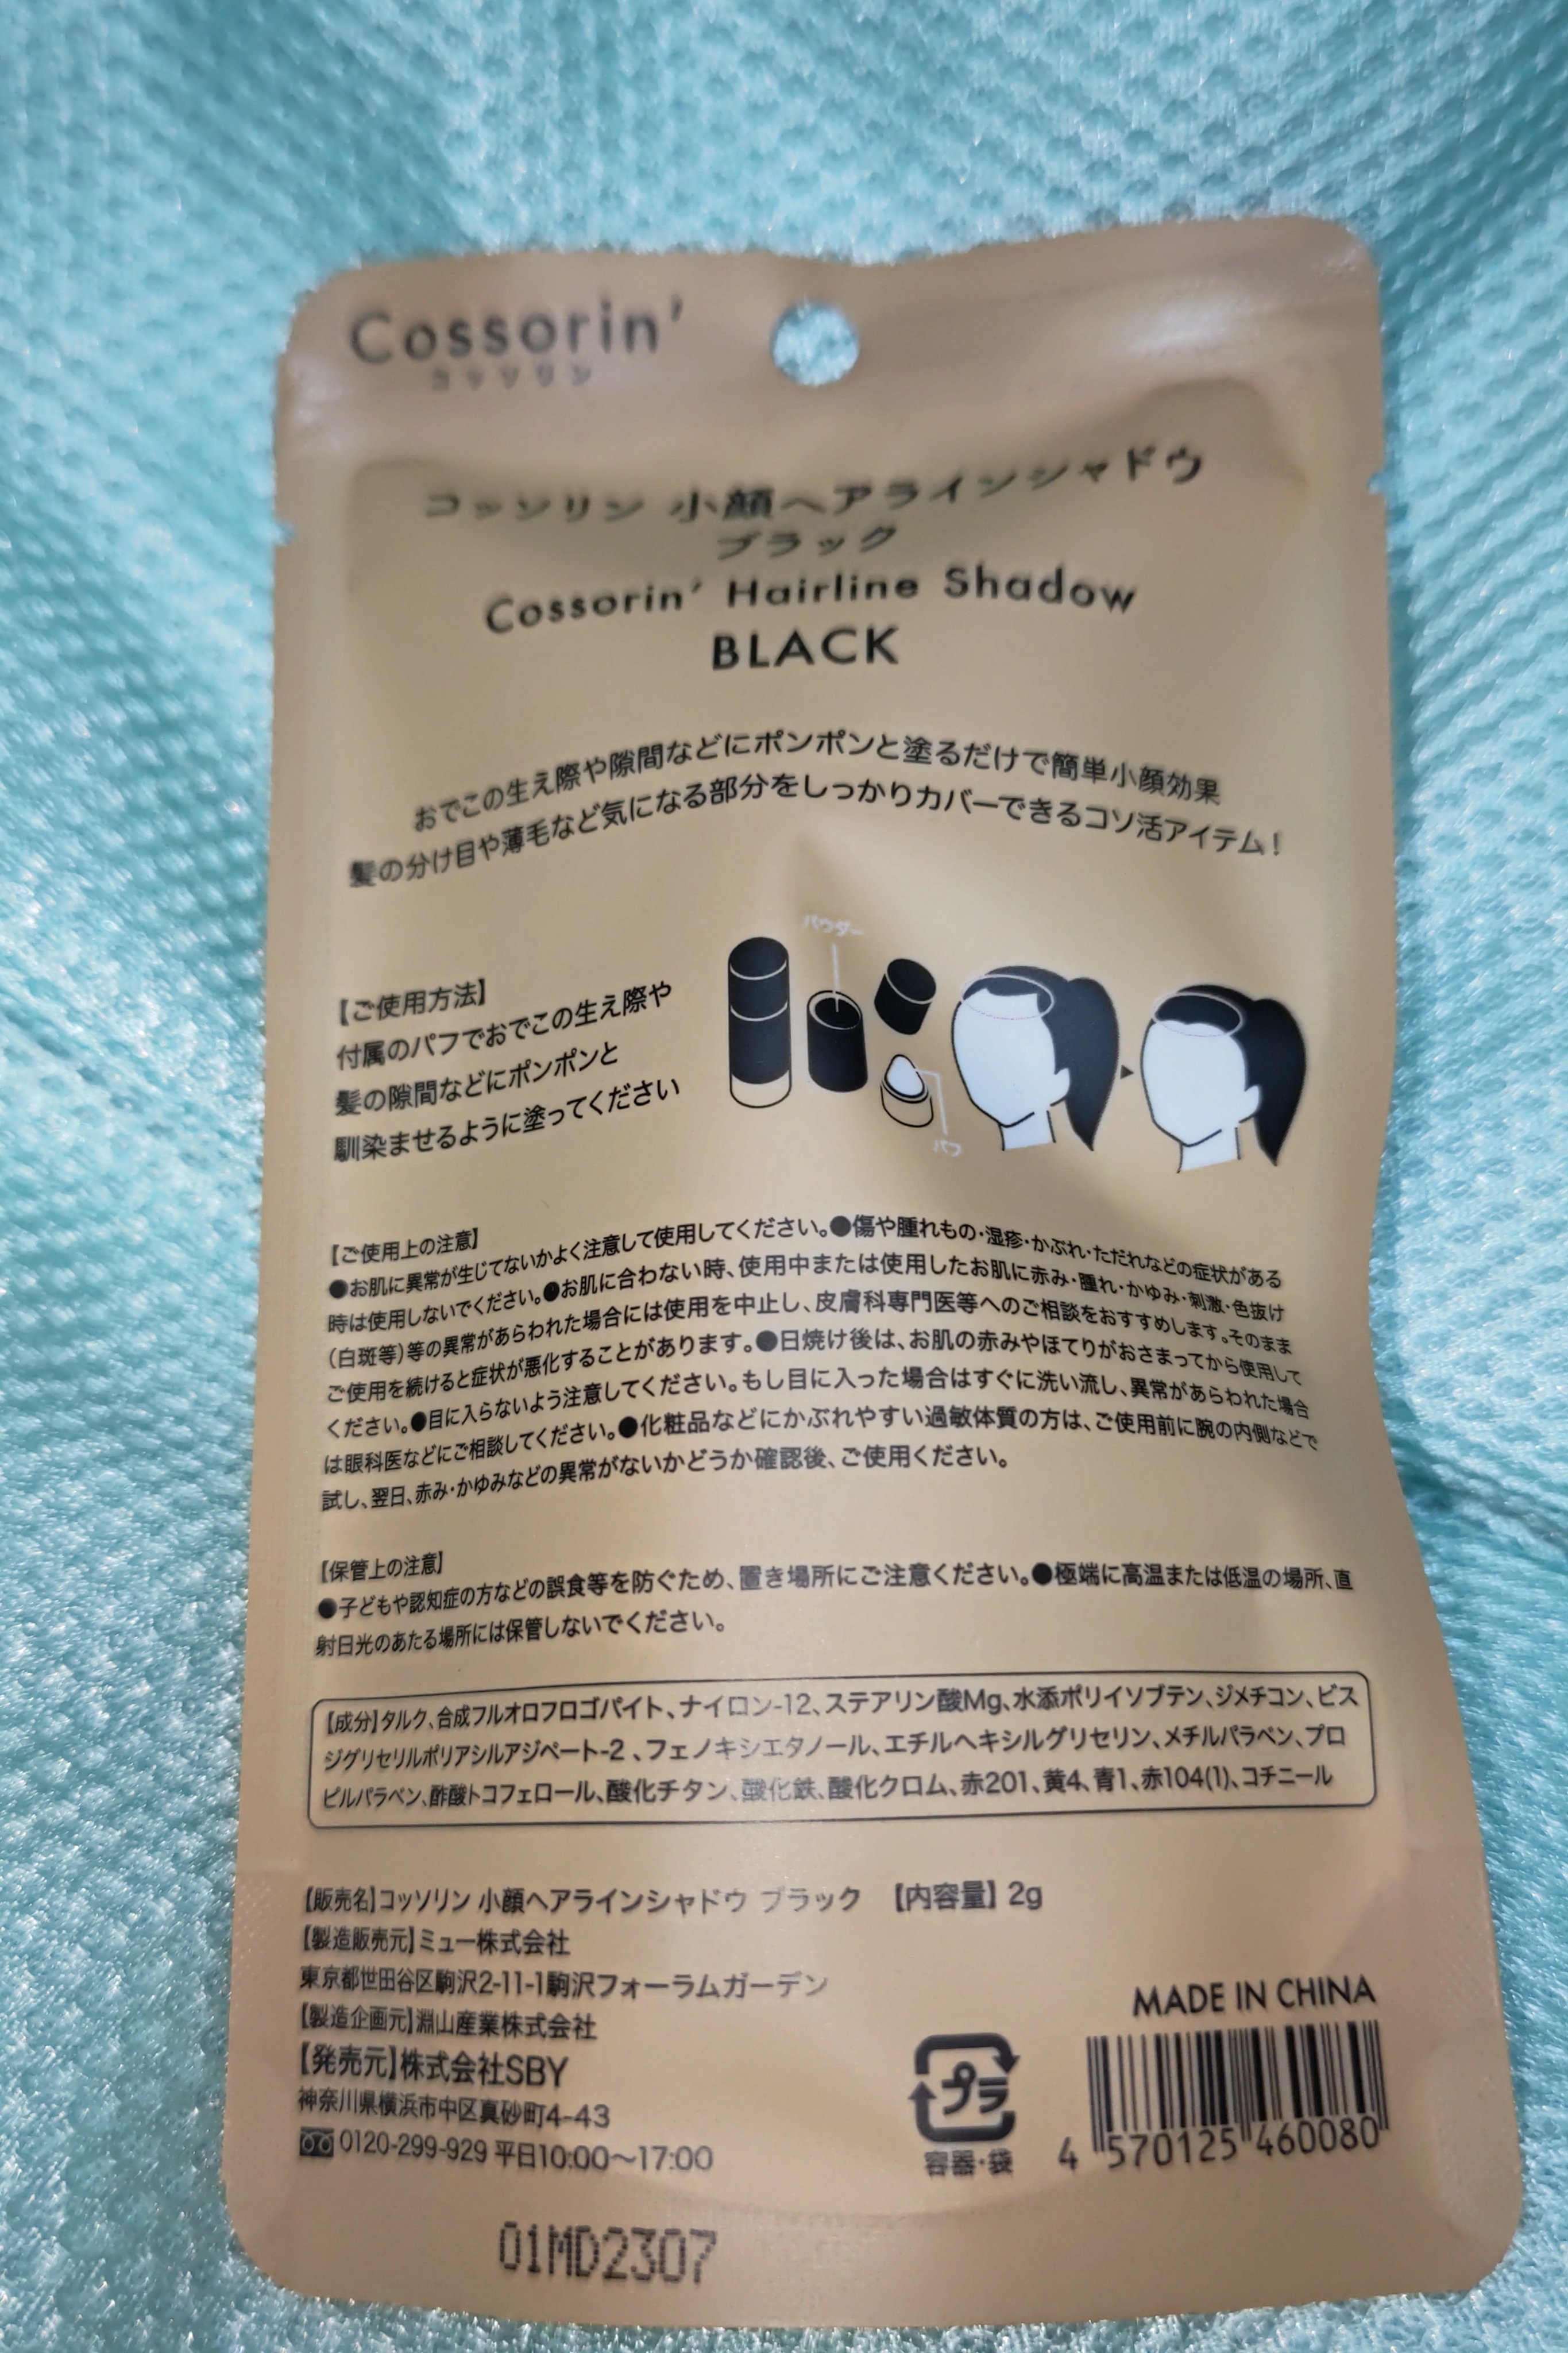 Cossorin’
コッソリン
コッソリン 小顔ヘアラインシャドウ
ブラック
Cossorin’ Hairline Shadow
BLACK
おでこの生え際や隙間などにポンポンと塗るだけで簡単小顔効果
髪の分け目や薄毛など気になる部分をしっかりカバーできるコソ活アイテム！
【ご使用方法】
付属のパフでおでこの生え際や
髪の隙間などにポンポンと
馴染ませるように塗ってください
パウダー
パフ
【ご使用上の注意】
●お肌に異常が生じてないかよく注意して使用してください。●傷や腫れもの・湿疹・かぶれ・ただれなどの症状がある
時は使用しないでください。●お肌に合わない時、使用中または使用したお肌に赤み・腫れ・かゆみ・刺激・色抜け
（白斑等）等の異常があらわれた場合には使用を中止し、皮膚科専門医等へのご相談をおすすめします。そのまま
ご使用を続けると症状が悪化することがあります。●日焼け後は、お肌の赤みやほてりがおさまってから使用して
ください。●目に入らないよう注意してください。もし目に入った場合はすぐに洗い流し、異常があらわれた場合
は眼科医などにご相談してください。●化粧品などにかぶれやすい過敏体質の方は、ご使用前に腕の内側などで
試し、翌日、赤み・かゆみなどの異常がないかどうか確認後、ご使用ください。
【保管上の注意】
●子どもや認知症の方などの誤食等を防ぐため、置き場所にご注意ください。●極端に高温または低温の場所、直
射日光のあたる場所には保管しないでください。
【成分】タルク、合成フルオロフロゴパイト、ナイロン-12、ステアリン酸Mg、水添ポリイソブテン、ジメチコン、ビス
ジグリセリルポリアシルアジペート-2 、フェノキシエタノール、エチルヘキシルグリセリン、メチルパラベン、プロ
ピルパラベン、酢酸トコフェロール、酸化チタン、酸化鉄、酸化クロム、赤201、黄4、青1、赤104(1)、コチニール
【販売名】コッソリン 小顔ヘアラインシャドウ ブラック 【内容量】 2g
【製造販売元】ミュー株式会社
東京都世田谷区駒沢2-11-1駒沢フォーラムガーデン
【製造企画元】淵山産業株式会社
【発売元】株式会社SBY
神奈川県横浜市中区真砂町4-43
0120-299-929 平日10:00～17:00
プラ
容器・袋
MADE IN CHINA
4 570125 460080
01MD2307